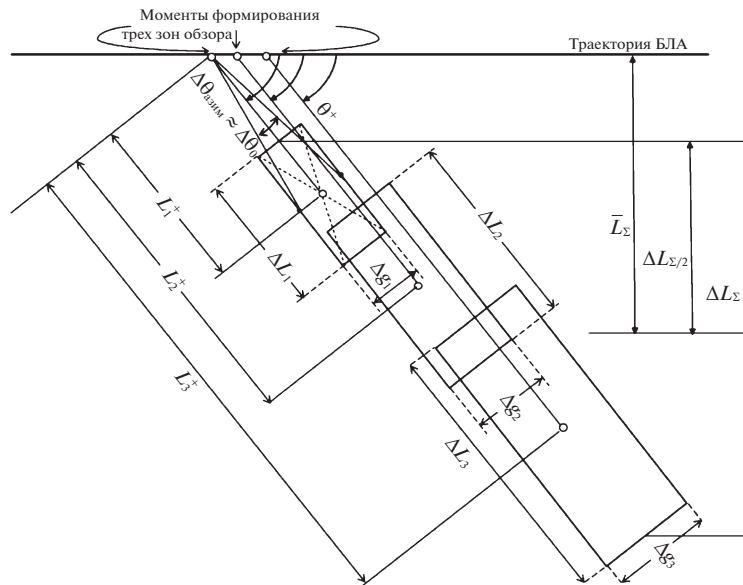 Моменты формирования
трех зон обзора
Траектория БЛА
Δθазим ≈ Δθ0
θ+
L1+
ΔL1
L2+
Δg1
ΔL2
L̅Σ
ΔLΣ/2
ΔLΣ
L3+
ΔL3
Δg2
Δg3